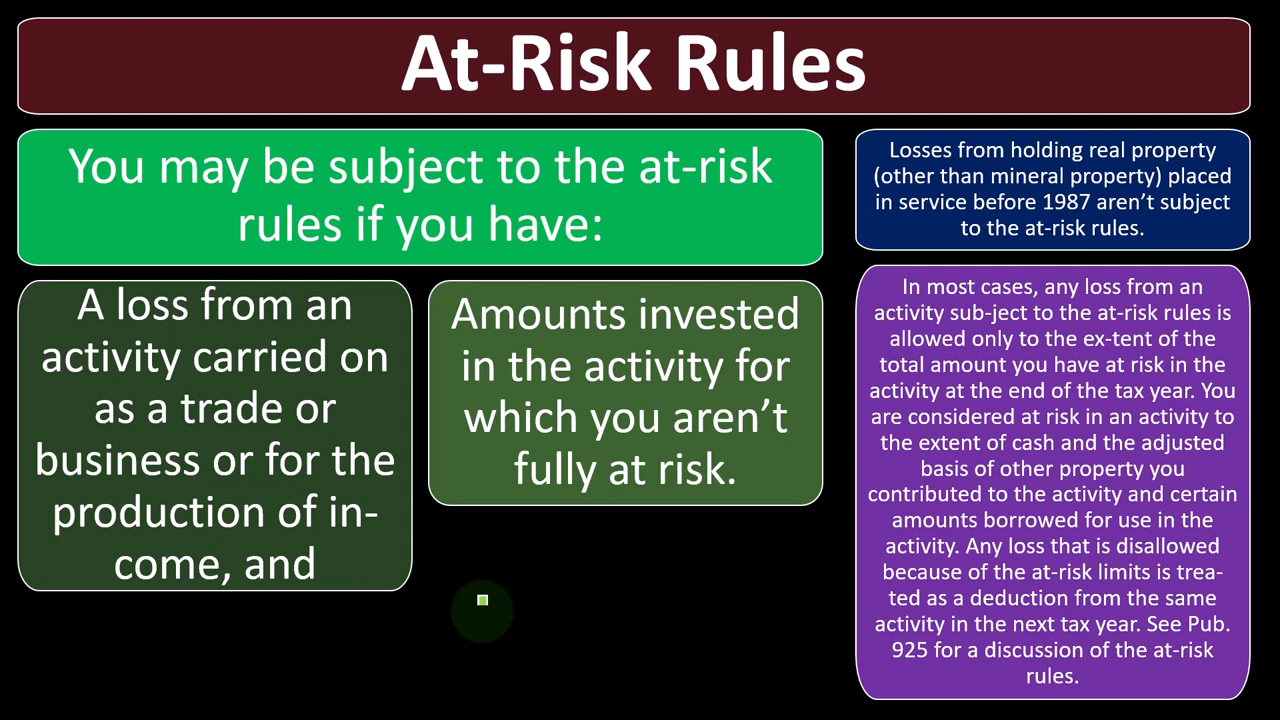 At-Risk Rules
You may be subject to the at-risk
rules if you have:
A loss from an
activity carried on
as a trade or
business or for the
production of in-
come, and
Amounts invested
in the activity for
which you aren’t
fully at risk.
Losses from holding real property
(other than mineral property) placed
in service before 1987 aren’t subject
to the at-risk rules.
In most cases, any loss from an
activity sub-ject to the at-risk rules is
allowed only to the ex-tent of the
total amount you have at risk in the
activity at the end of the tax year. You
are considered at risk in an activity to
the extent of cash and the adjusted
basis of other property you
contributed to the activity and certain
amounts borrowed for use in the
activity. Any loss that is disallowed
because of the at-risk limits is trea-
ted as a deduction from the same
activity in the next tax year. See Pub.
925 for a discussion of the at-risk
rules.